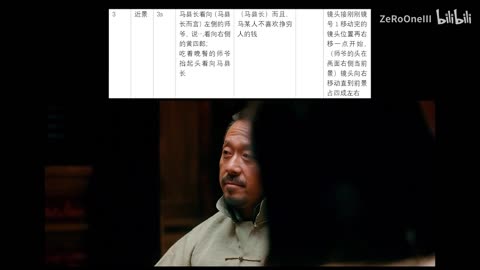 ZeRoOneIII bilibili
3 近景 3s 马县长看向(马县 (马县长)而且, 镜头接刚刚镜
长而言)左侧的师 马某人不喜欢挣穷 号1移动完的
爷,说…,看向右侧 人的钱 镜头位置再右
的黄四郎; 移一点开始,
吃着晚餐的师爷 (师爷的头在
抬起头看向马县 画面右侧当前
长 景)镜头向右
移动直到前景
占四成左右